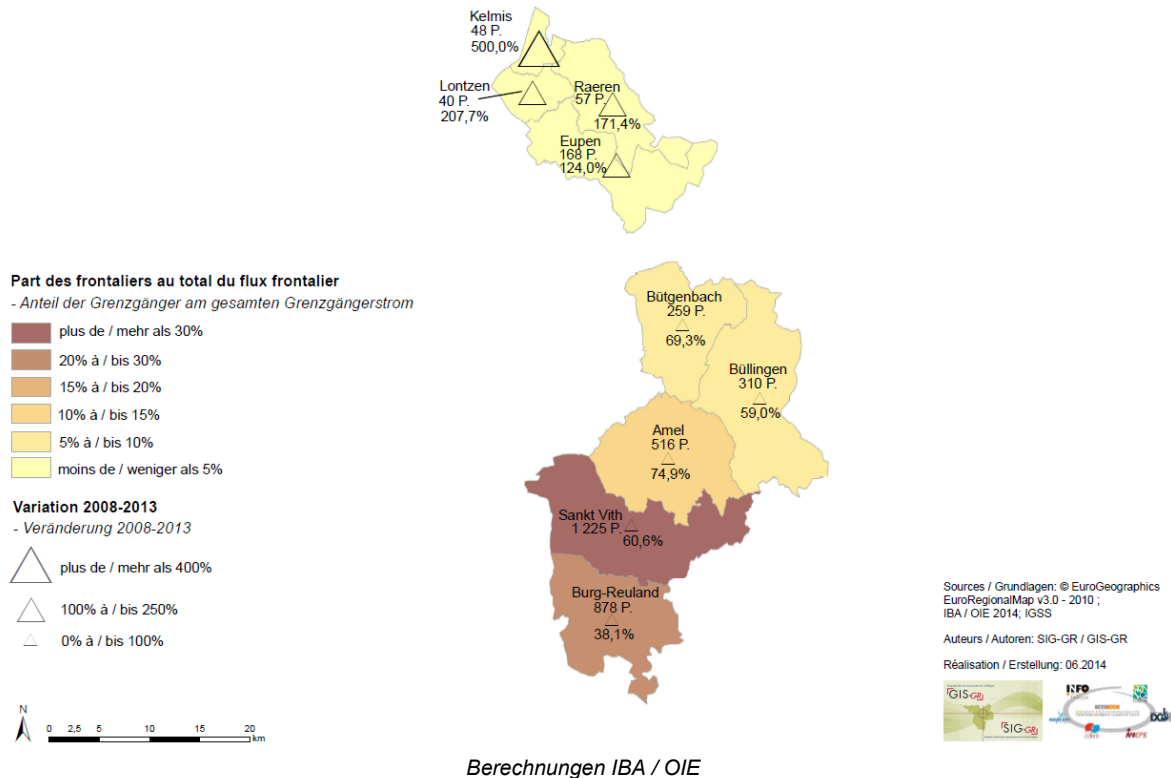 Kelmis
48 P.
500,0%
Lontzen
40 P.
207,7%
Raeren
57 P.
171,4%
Eupen
168 P.
124,0%
Part des frontaliers au total du flux frontalier
- Anteil der Grenzgänger am gesamten Grenzgängerstrom
plus de / mehr als 30%
20% à / bis 30%
15% à / bis 20%
10% à / bis 15%
5% à / bis 10%
moins de / weniger als 5%
Variation 2008-2013
- Veränderung 2008-2013
plus de / mehr als 400%
100% à / bis 250%
0% à / bis 100%
Bütgenbach
259 P.
69,3%
Büllingen
310 P.
59,0%
Amel
516 P.
74,9%
Sankt Vith
1 225 P.
60,6%
Burg-Reuland
878 P.
38,1%
N
0 2,5 5 10 15 20
km
Sources / Grundlagen: © EuroGeographics
EuroRegionalMap v3.0 - 2010 ;
IBA / OIE 2014; IGSS
Auteurs / Autoren: SIG-GR / GIS-GR
Réalisation / Erstellung: 06.2014
GIS-GR
SIG-GR
INFO
Berechnungen IBA / OIE